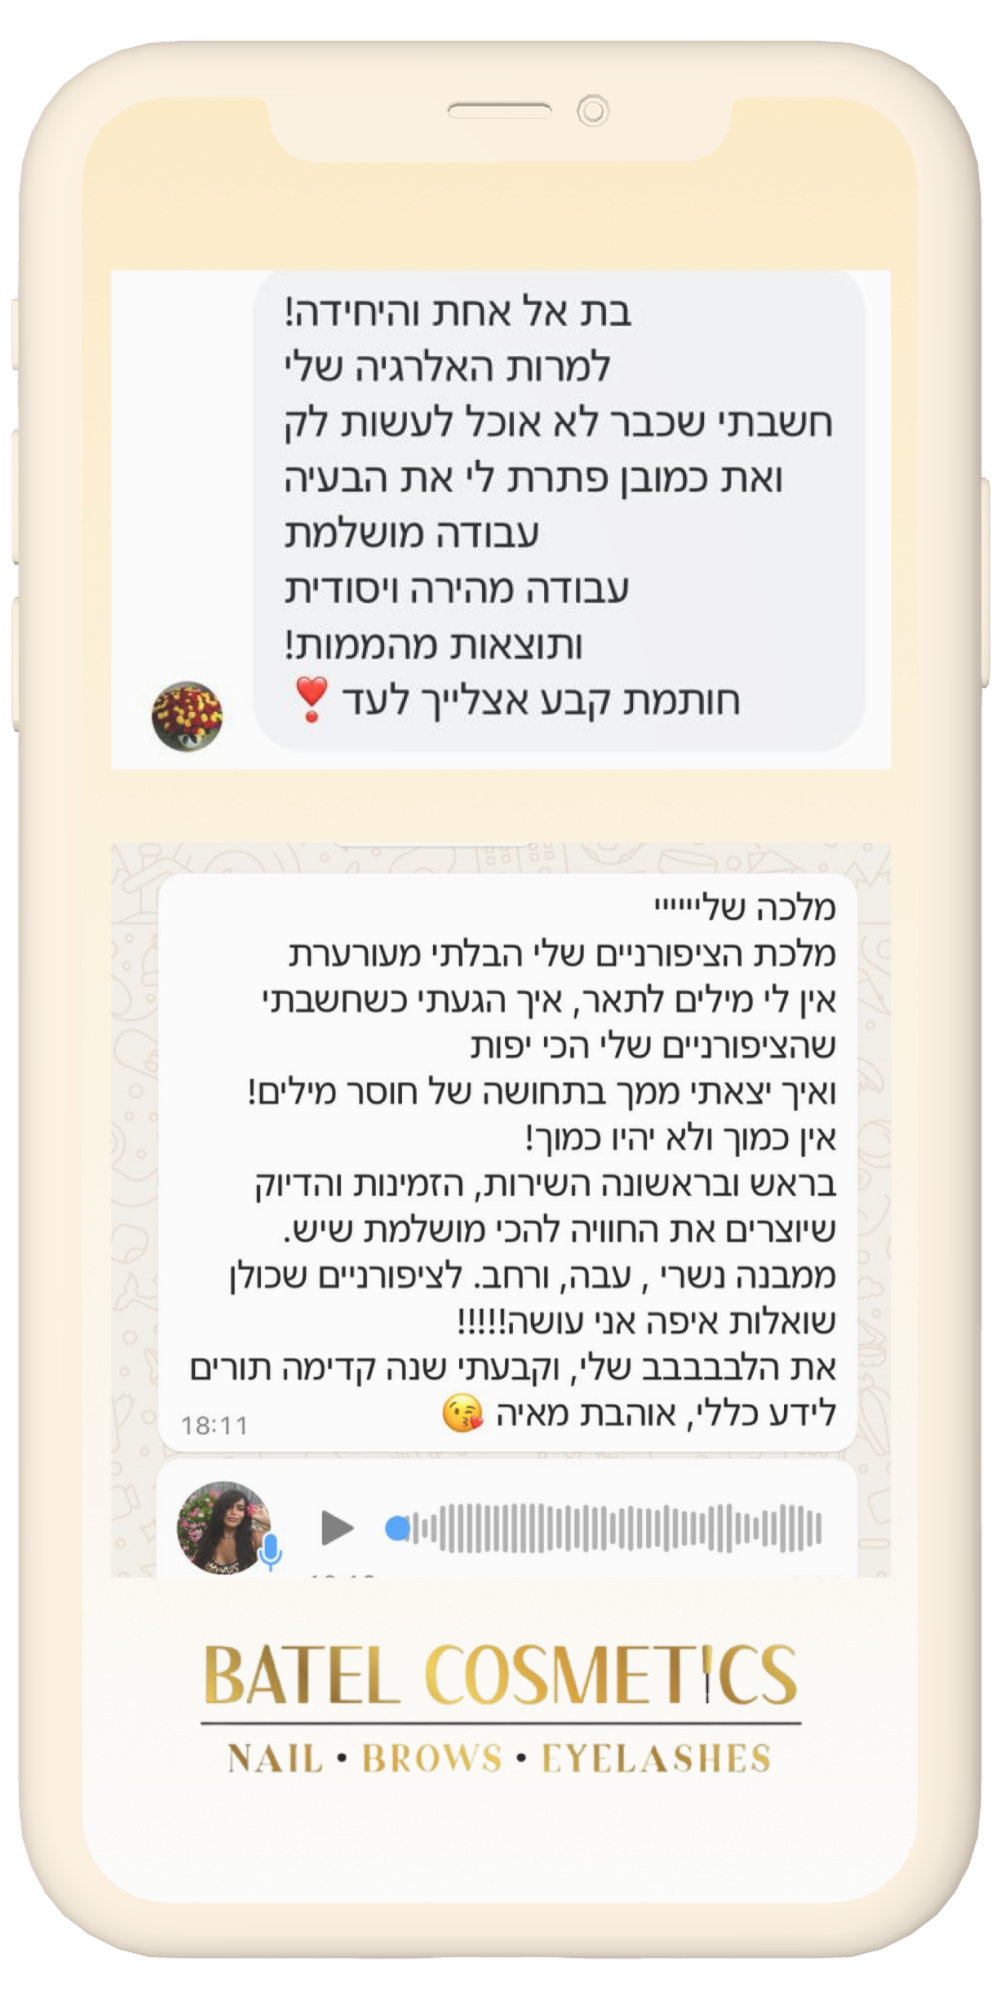 בת אל אחת והיחידה!
למרות האלרגיה שלי
חשבתי שכבר לא אוכל לעשות לק
ואת כמובן פתרת לי את הבעיה
עבודה מושלמת
עבודה מהירה ויסודית
ותוצאות מהממות!
חותמת קבע אצלייך לעד ❣️
מלכה שליייייי
מלכת הציפורניים שלי הבלתי מעורערת
אין לי מילים לתאר, איך הגעתי כשחשבתי
שהציפורניים שלי הכי יפות
ואיך יצאתי ממך בתחושה של חוסר מילים!
אין כמוך ולא יהיו כמוך!
בראש ובראשונה השירות, הזמינות והדיוק
שיוצרים את החוויה להכי מושלמת שיש.
ממבנה נשרי , עבה, ורחב. לציפורניים שכולן
שואלות איפה אני עושה!!!!!
את הלבבבבב שלי, וקבעתי שנה קדימה תורים
לידע כללי, אוהבת מאיה 😘
18:11
BATEL COSMETICS
NAIL • BROWS • EYELASHES